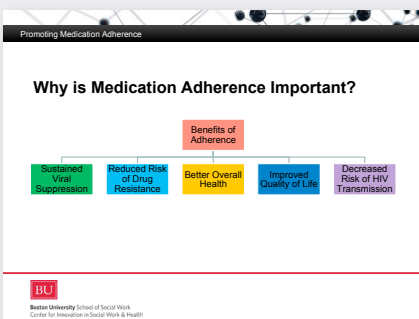 Promoting Medication Adherence
Why is Medication Adherence Important?
Benefits of
Adherence
Sustained
Viral
Suppression
Reduced Risk
of Drug
Resistance
Better Overall
Health
Improved
Quality of Life
Decreased
Risk of HIV
Transmission
BU
Boston University School of Social Work
Center for Innovation in Social Work & Health